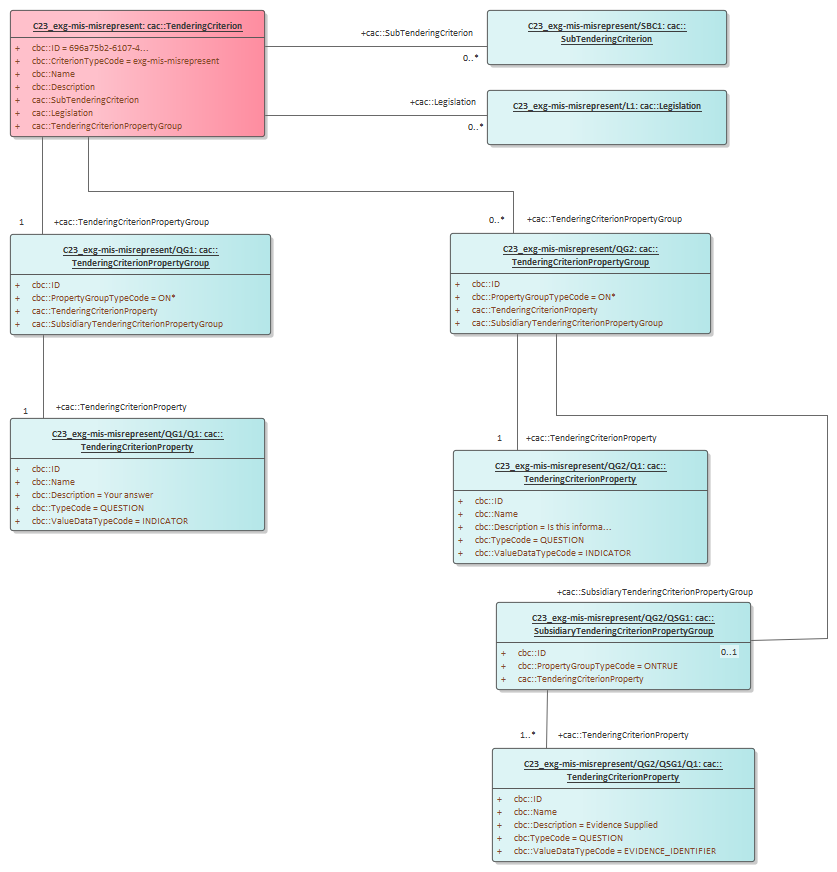 C23_exg-mis-misrepresent: cac::TenderingCriterion
+ cbc::ID = 696a75b2-6107-4...
+ cbc::CriterionTypeCode = exg-mis-misrepresent
+ cbc::Name
+ cbc::Description
+ cac::SubTenderingCriterion
+ cac::Legislation
+ cac::TenderingCriterionPropertyGroup
+cac::SubTenderingCriterion
0..*
C23_exg-mis-misrepresent/SBC1: cac::
SubTenderingCriterion
+cac::Legislation
0..*
C23_exg-mis-misrepresent/L1: cac::Legislation
1
+cac::TenderingCriterionPropertyGroup
0..*
+cac::TenderingCriterionPropertyGroup
C23_exg-mis-misrepresent/QG1: cac::
TenderingCriterionPropertyGroup
+ cbc::ID
+ cbc::PropertyGroupTypeCode = ON*
+ cac::TenderingCriterionProperty
+ cac::SubsidiaryTenderingCriterionPropertyGroup
C23_exg-mis-misrepresent/QG2: cac::
TenderingCriterionPropertyGroup
+ cbc::ID
+ cbc::PropertyGroupTypeCode = ON*
+ cac::TenderingCriterionProperty
+ cac::SubsidiaryTenderingCriterionPropertyGroup
1
+cac::TenderingCriterionProperty
C23_exg-mis-misrepresent/QG1/Q1: cac::
TenderingCriterionProperty
+ cbc::ID
+ cbc::Name
+ cbc::Description = Your answer
+ cbc::TypeCode = QUESTION
+ cbc::ValueDataTypeCode = INDICATOR
1
+cac::TenderingCriterionProperty
C23_exg-mis-misrepresent/QG2/Q1: cac::
TenderingCriterionProperty
+ cbc::ID
+ cbc::Name
+ cbc::Description = Is this informa...
+ cbc:TypeCode = QUESTION
+ cbc::ValueDataTypeCode = INDICATOR
+cac::SubsidiaryTenderingCriterionPropertyGroup
C23_exg-mis-misrepresent/QG2/QSG1: cac::
SubsidiaryTenderingCriterionPropertyGroup
+ cbc::ID
0..1
+ cbc::PropertyGroupTypeCode = ONTRUE
+ cac::TenderingCriterionProperty
1..*
+cac::TenderingCriterionProperty
C23_exg-mis-misrepresent/QG2/QSG1/Q1: cac::
TenderingCriterionProperty
+ cbc::ID
+ cbc::Name
+ cbc::Description = Evidence Supplied
+ cbc:TypeCode = QUESTION
+ cbc::ValueDataTypeCode = EVIDENCE_IDENTIFIER